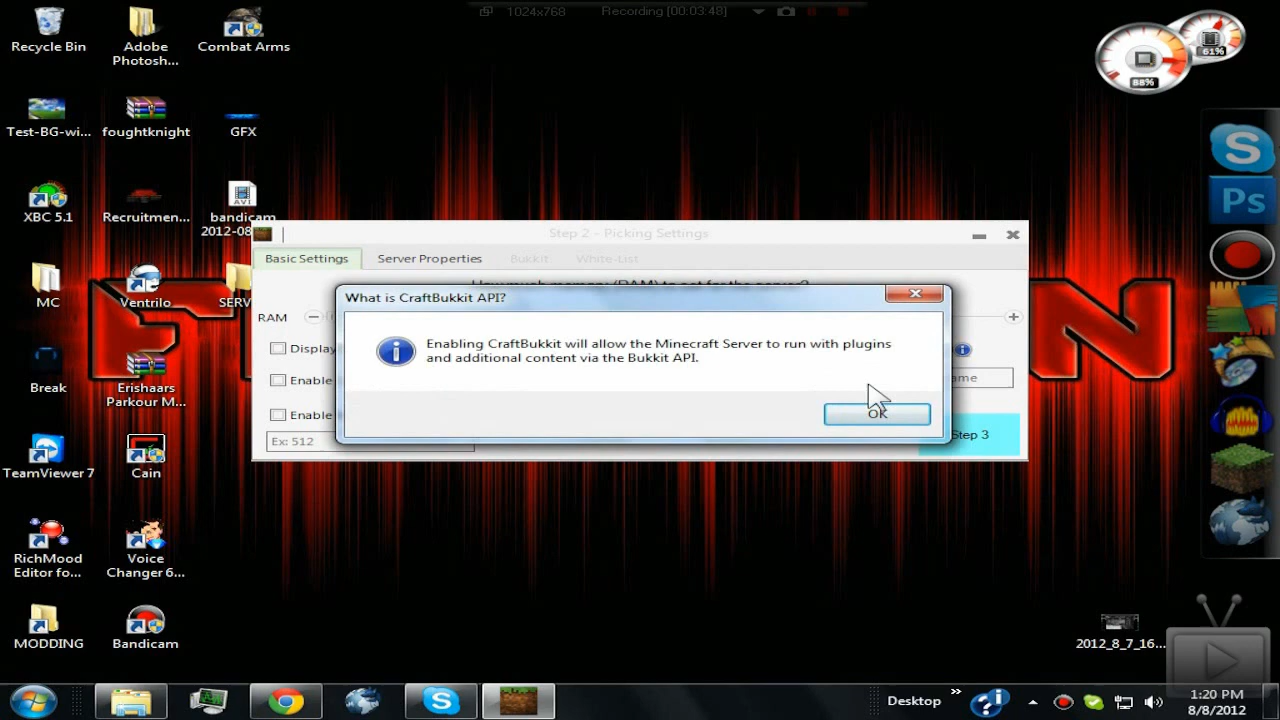 1024x768 Recording [00:03:48]
Recycle Bin
Adobe
Photosh...
Combat Arms
88%
61%
Test-BG-wi...
foughtknight
GFX
XBC 5.1
Recruitmen...
bandicam
2012-08
Step 2 - Picking Settings
Basic Settings
Server Properties
Bukkit
White-List
MC
Ventrilo
SERV
RAM
What is CraftBukkit API?
Enabling CraftBukkit will allow the Minecraft Server to run with plugins
and additional content via the Bukkit API.
OK
Display
Enable
Enable
Ex: 512
ame
Step 3
Break
Erishaars
Parkour M...
TeamViewer 7
Cain
RichMood
Editor fo...
Voice
Changer 6...
MODDING
Bandicam
S
Ps
2012_8_7_16...
Desktop
1:20 PM
8/8/2012